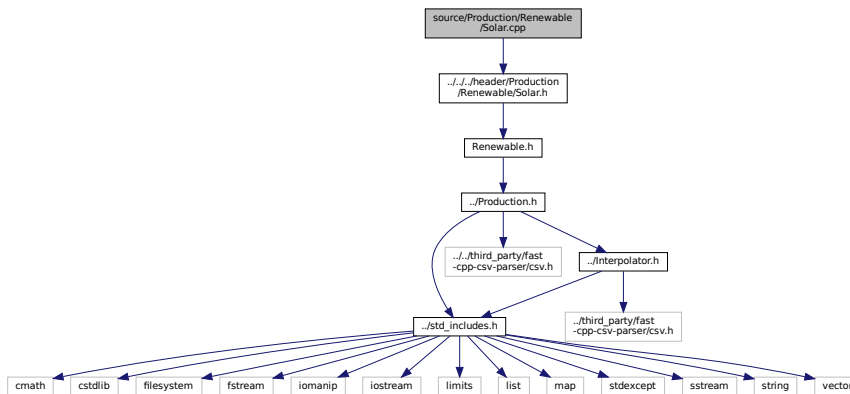 source/Production/Renewable
/Solar.cpp
../../../header/Production
/Renewable/Solar.h
Renewable.h
../Production.h
../../third_party/fast
-cpp-csv-parser/csv.h
../Interpolator.h
../third_party/fast
-cpp-csv-parser/csv.h
../std_includes.h
cmath
cstdlib
filesystem
fstream
iomanip
iostream
limits
list
map
stdexcept
sstream
string
vector